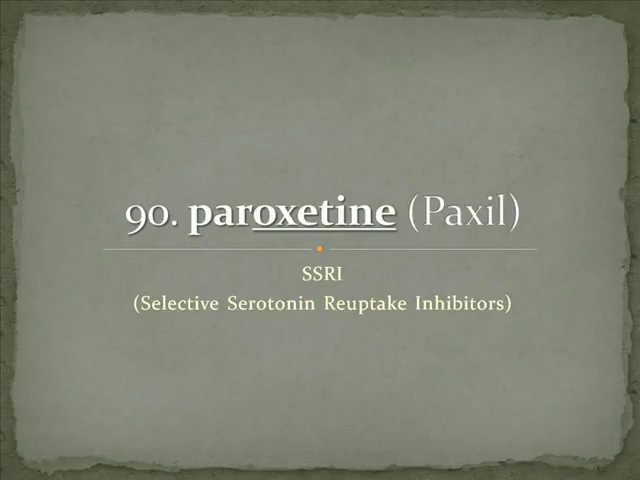 90. paroxetine (Paxil)
SSRI
(Selective Serotonin Reuptake Inhibitors)